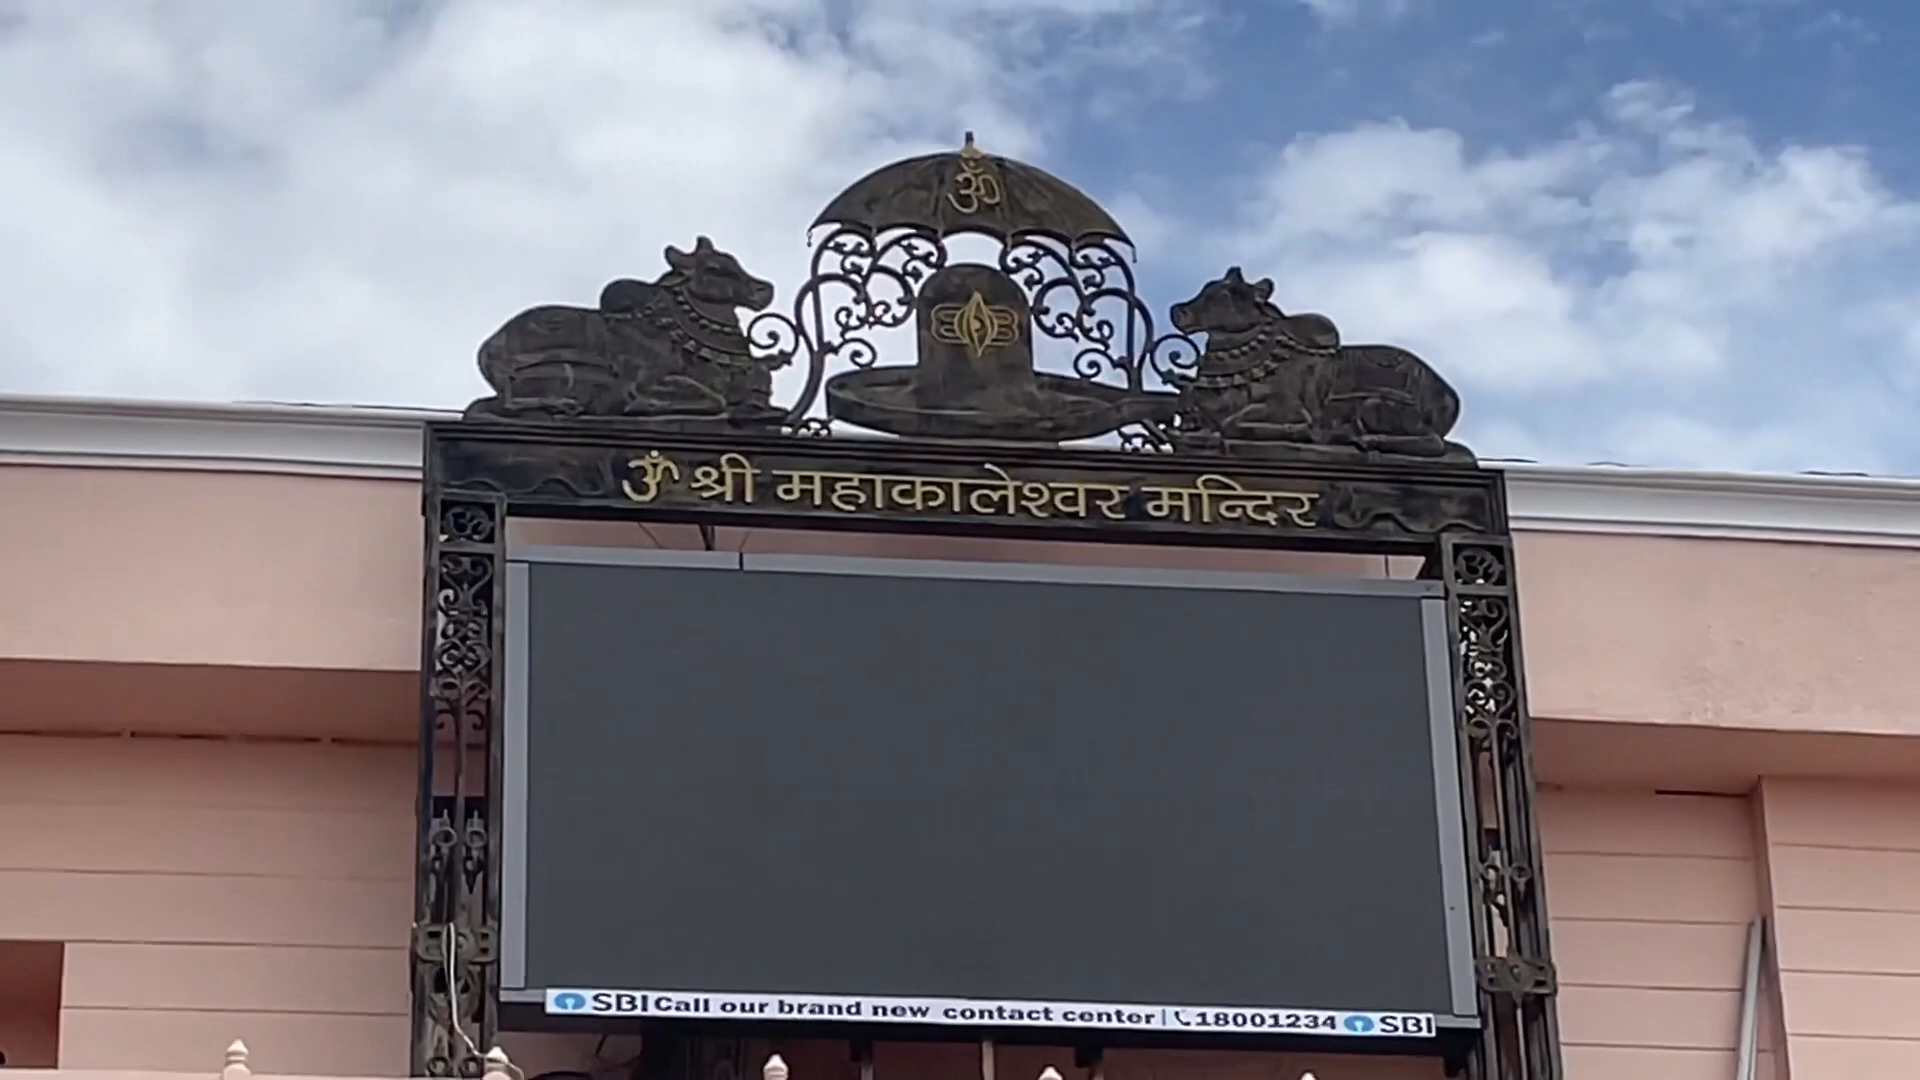 ॐ
ॐ श्री महाकालेश्वर मन्दिर
ॐ ॐ
SBI Call our brand new contact center | 18001234 SBI